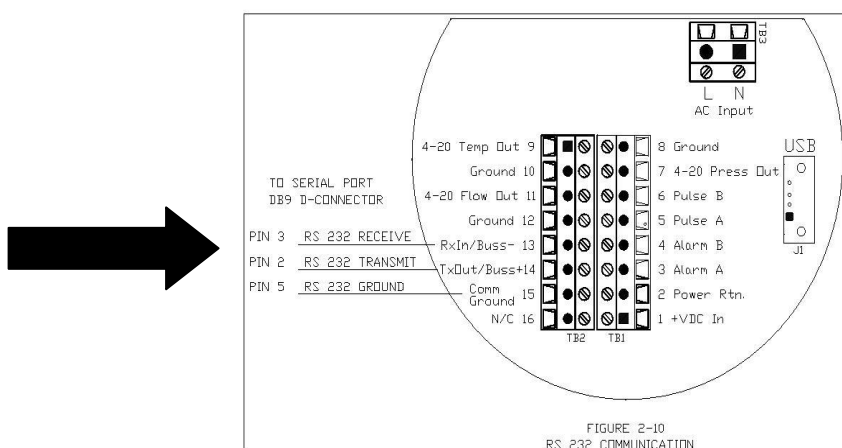 TB3
L N
AC Input
4-20 Temp Out 9
8 Ground
USB
Ground 10
7 4-20 Press Out
TO SERIAL PORT
DB9 D-CONNECTOR
4-20 Flow Out 11
6 Pulse B
Ground 12
5 Pulse A
PIN 3 RS 232 RECEIVE
RxIn/Buss- 13
4 Alarm B
J1
PIN 2 RS 232 TRANSMIT
TxOut/Buss+14
3 Alarm A
PIN 5 RS 232 GROUND
Comm
Ground 15
2 Power Rtn.
N/C 16
1 +VDC In
TB2 TB1
FIGURE 2-10
RS 232 COMMUNICATION